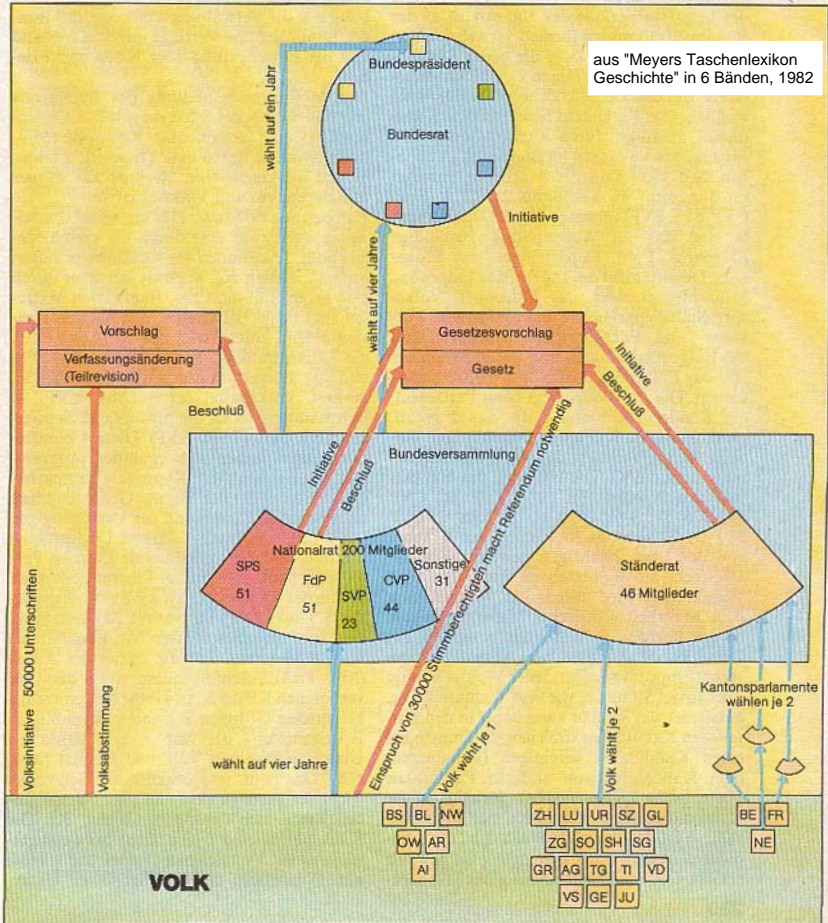 aus "Meyers Taschenlexikon
Geschichte" in 6 Bänden, 1982
Bundespräsident
Bundesrat
wählt auf ein Jahr
wählt auf vier Jahre
Initiative
Vorschlag
Verfassungsänderung
(Teilrevision)
Gesetzesvorschlag
Gesetz
Beschluß
Initiative
Beschluß
Initiative
Beschluß
Bundesversammlung
Nationalrat 200 Mitglieder
SPS
51
FdP
51
SVP
23
CVP
44
Sonstige
31
Ständerat
46 Mitglieder
Volksinitiative 50000 Unterschriften
Volksabstimmung
wählt auf vier Jahre
Einspruch von 30000 Stimmberechtigten macht Referendum notwendig
Volk wählt je 1
Volk wählt je 2
Kantonsparlamente
wählen je 2
BS BL NW
OW AR
AI
ZH LU UR SZ GL
ZG SO SH SG
GR AG TG TI VD
VS GE JU
BE FR
NE
VOLK